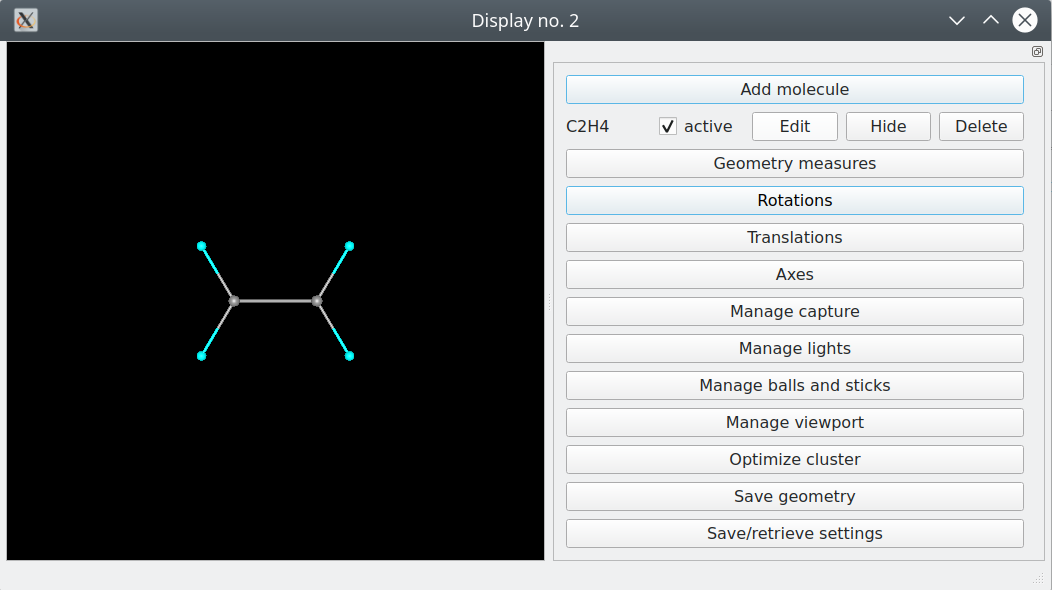 Display no. 2
Add molecule
C2H4 active Edit Hide Delete
Geometry measures
Rotations
Translations
Axes
Manage capture
Manage lights
Manage balls and sticks
Manage viewport
Optimize cluster
Save geometry
Save/retrieve settings